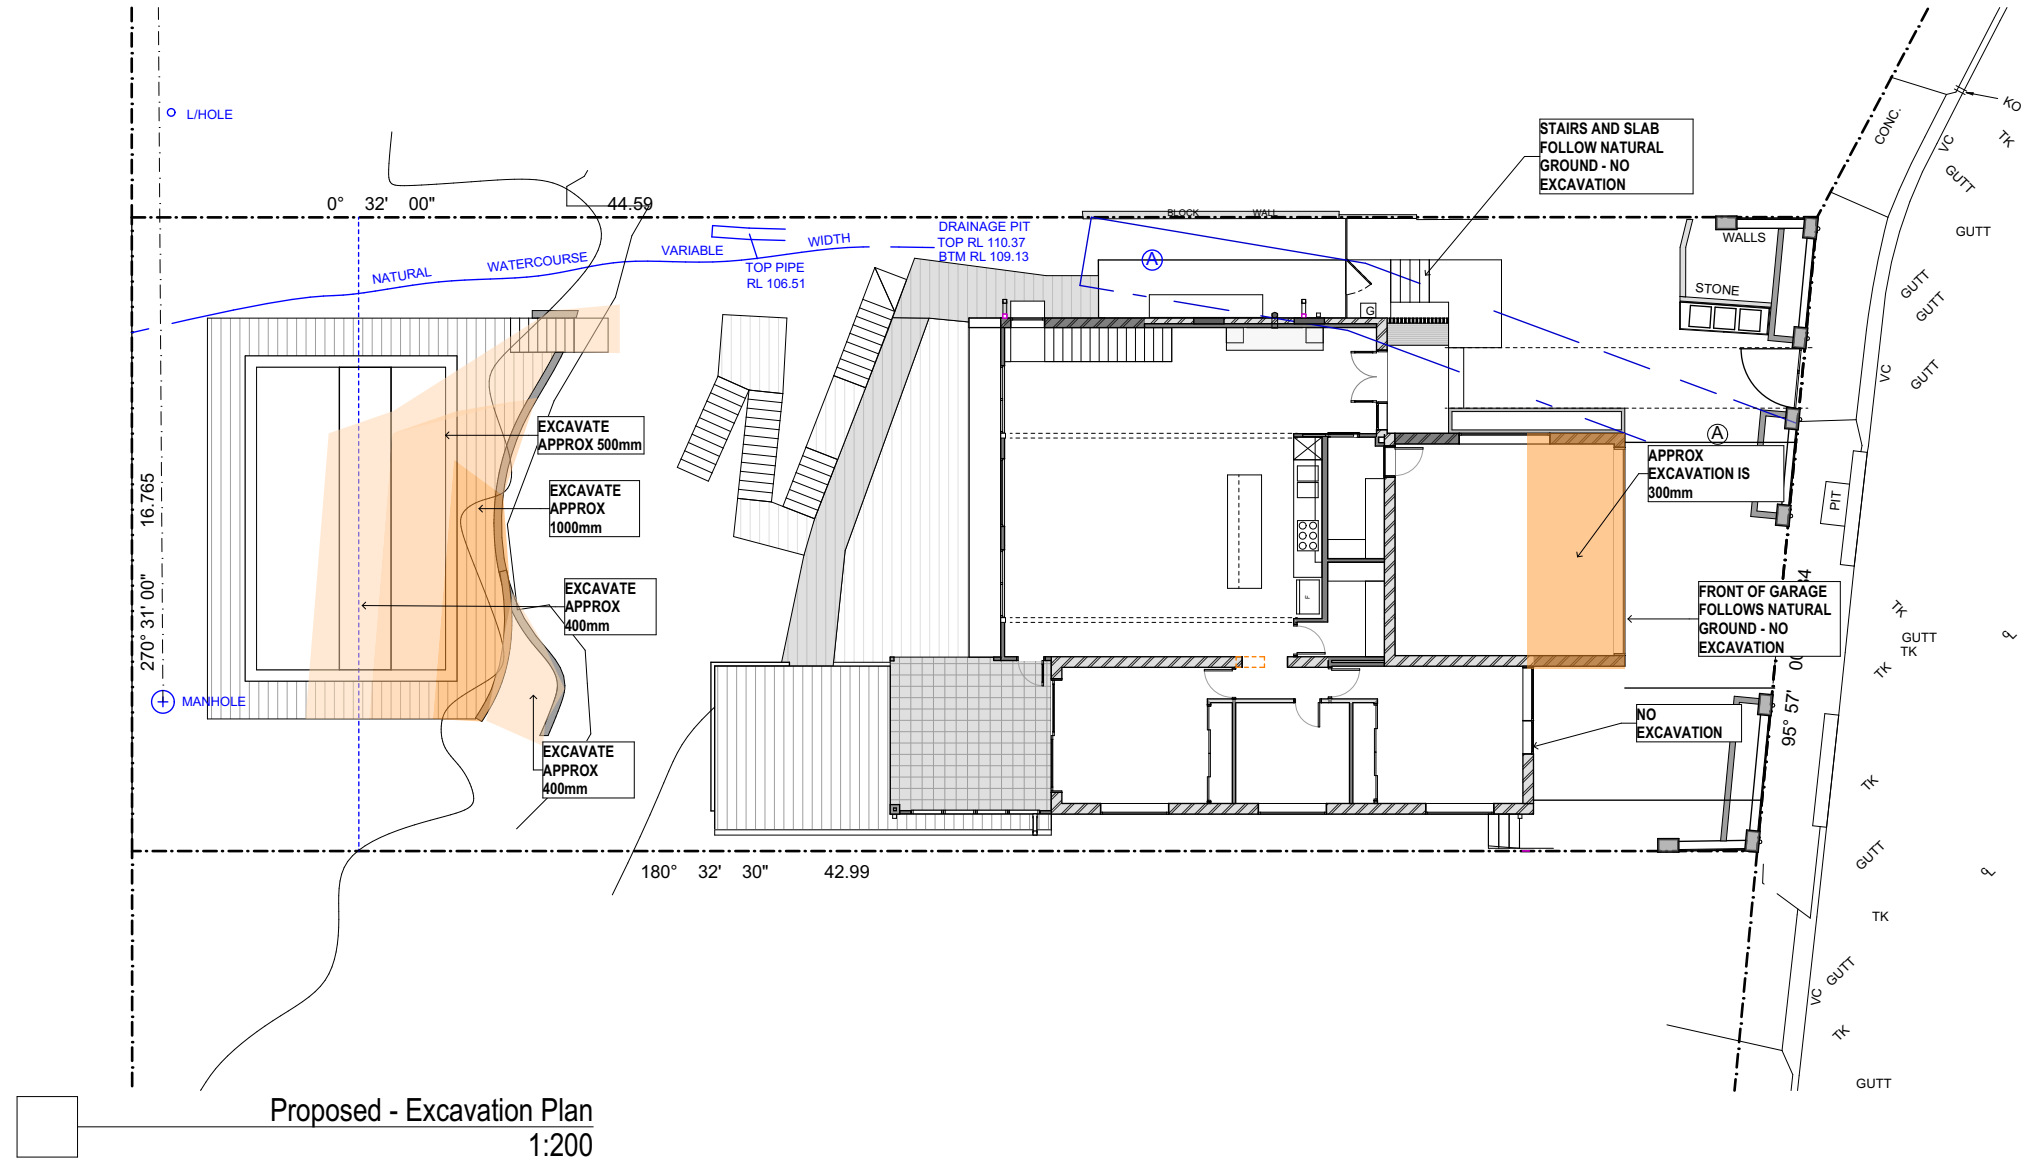 KO
TK
CONC.
VC
GUTT
L/HOLE
STAIRS AND SLAB
FOLLOW NATURAL
GROUND - NO
EXCAVATION
0° 32' 00"
44.59
BLOCK WALL
DRAINAGE PIT
TOP RL 110.37
BTM RL 109.13
NATURAL WATERCOURSE VARIABLE WIDTH
TOP PIPE
RL 106.51
A
WALLS
GUTT
STONE
GUTT
GUTT
G
VC
GUTT
EXCAVATE
APPROX 500mm
A
APPROX
EXCAVATION IS
300mm
EXCAVATE
APPROX
1000mm
PIT
16.765
270° 31' 00"
EXCAVATE
APPROX
400mm
F
FRONT OF GARAGE
FOLLOWS NATURAL
GROUND - NO
EXCAVATION
TK
GUTT
TK
TK
MANHOLE
NO
EXCAVATION
95° 57'
EXCAVATE
APPROX
400mm
TK
GUTT
180° 32' 30"
42.99
TK
GUTT
VC
TK
GUTT
Proposed - Excavation Plan
1:200